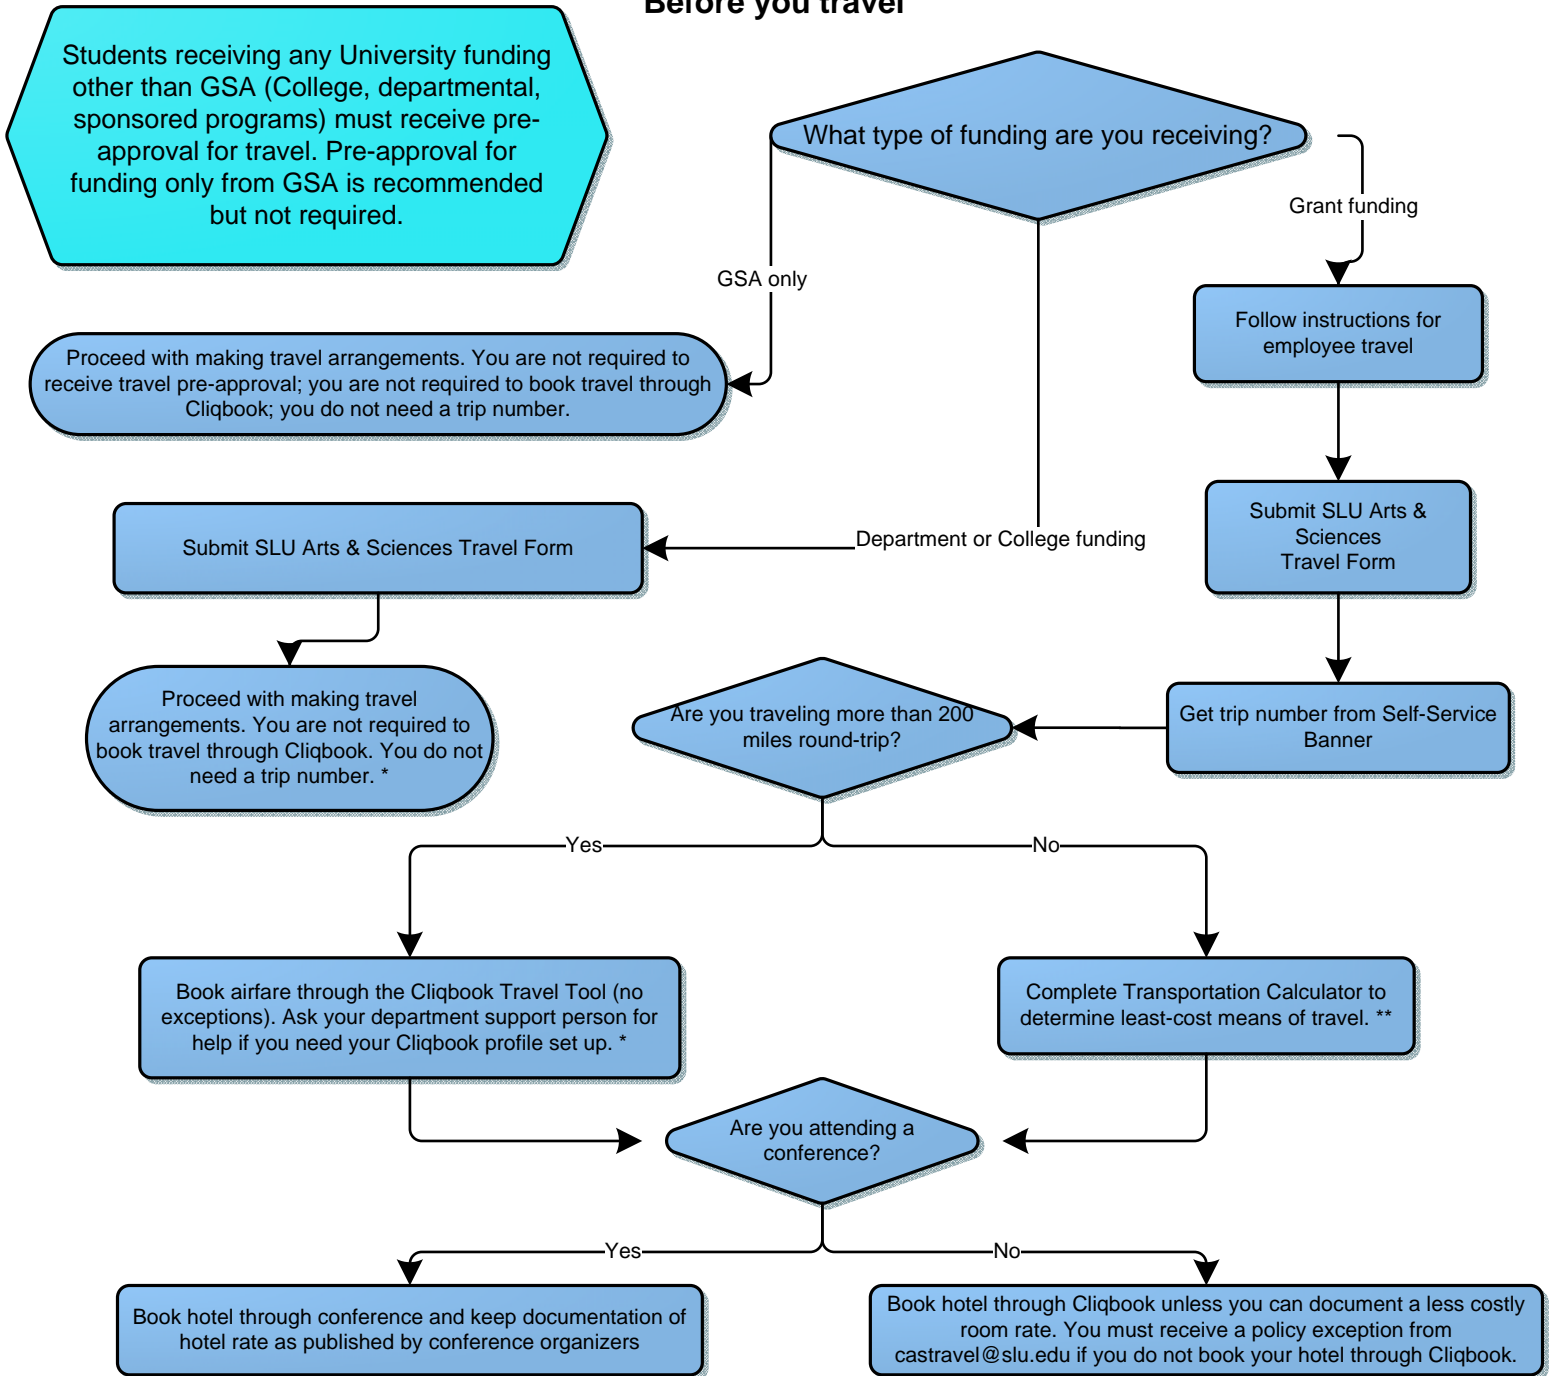 Before you travel
Students receiving any University funding
other than GSA (College, departmental,
sponsored programs) must receive pre-
approval for travel. Pre-approval for
funding only from GSA is recommended
but not required.
What type of funding are you receiving?
Grant funding
GSA only
Follow instructions for
employee travel
Proceed with making travel arrangements. You are not required to
receive travel pre-approval; you are not required to book travel through
Cliqbook; you do not need a trip number.
Submit SLU Arts & Sciences Travel Form
Department or College funding
Submit SLU Arts &
Sciences
Travel Form
Proceed with making travel
arrangements. You are not required to
book travel through Cliqbook. You do not
need a trip number. *
Are you traveling more than 200
miles round-trip?
Get trip number from Self-Service
Banner
Yes
No
Book airfare through the Cliqbook Travel Tool (no
exceptions). Ask your department support person for
help if you need your Cliqbook profile set up. *
Complete Transportation Calculator to
determine least-cost means of travel. **
Are you attending a
conference?
Yes
No
Book hotel through conference and keep documentation of
hotel rate as published by conference organizers
Book hotel through Cliqbook unless you can document a less costly
room rate. You must receive a policy exception from
castravel@slu.edu if you do not book your hotel through Cliqbook.